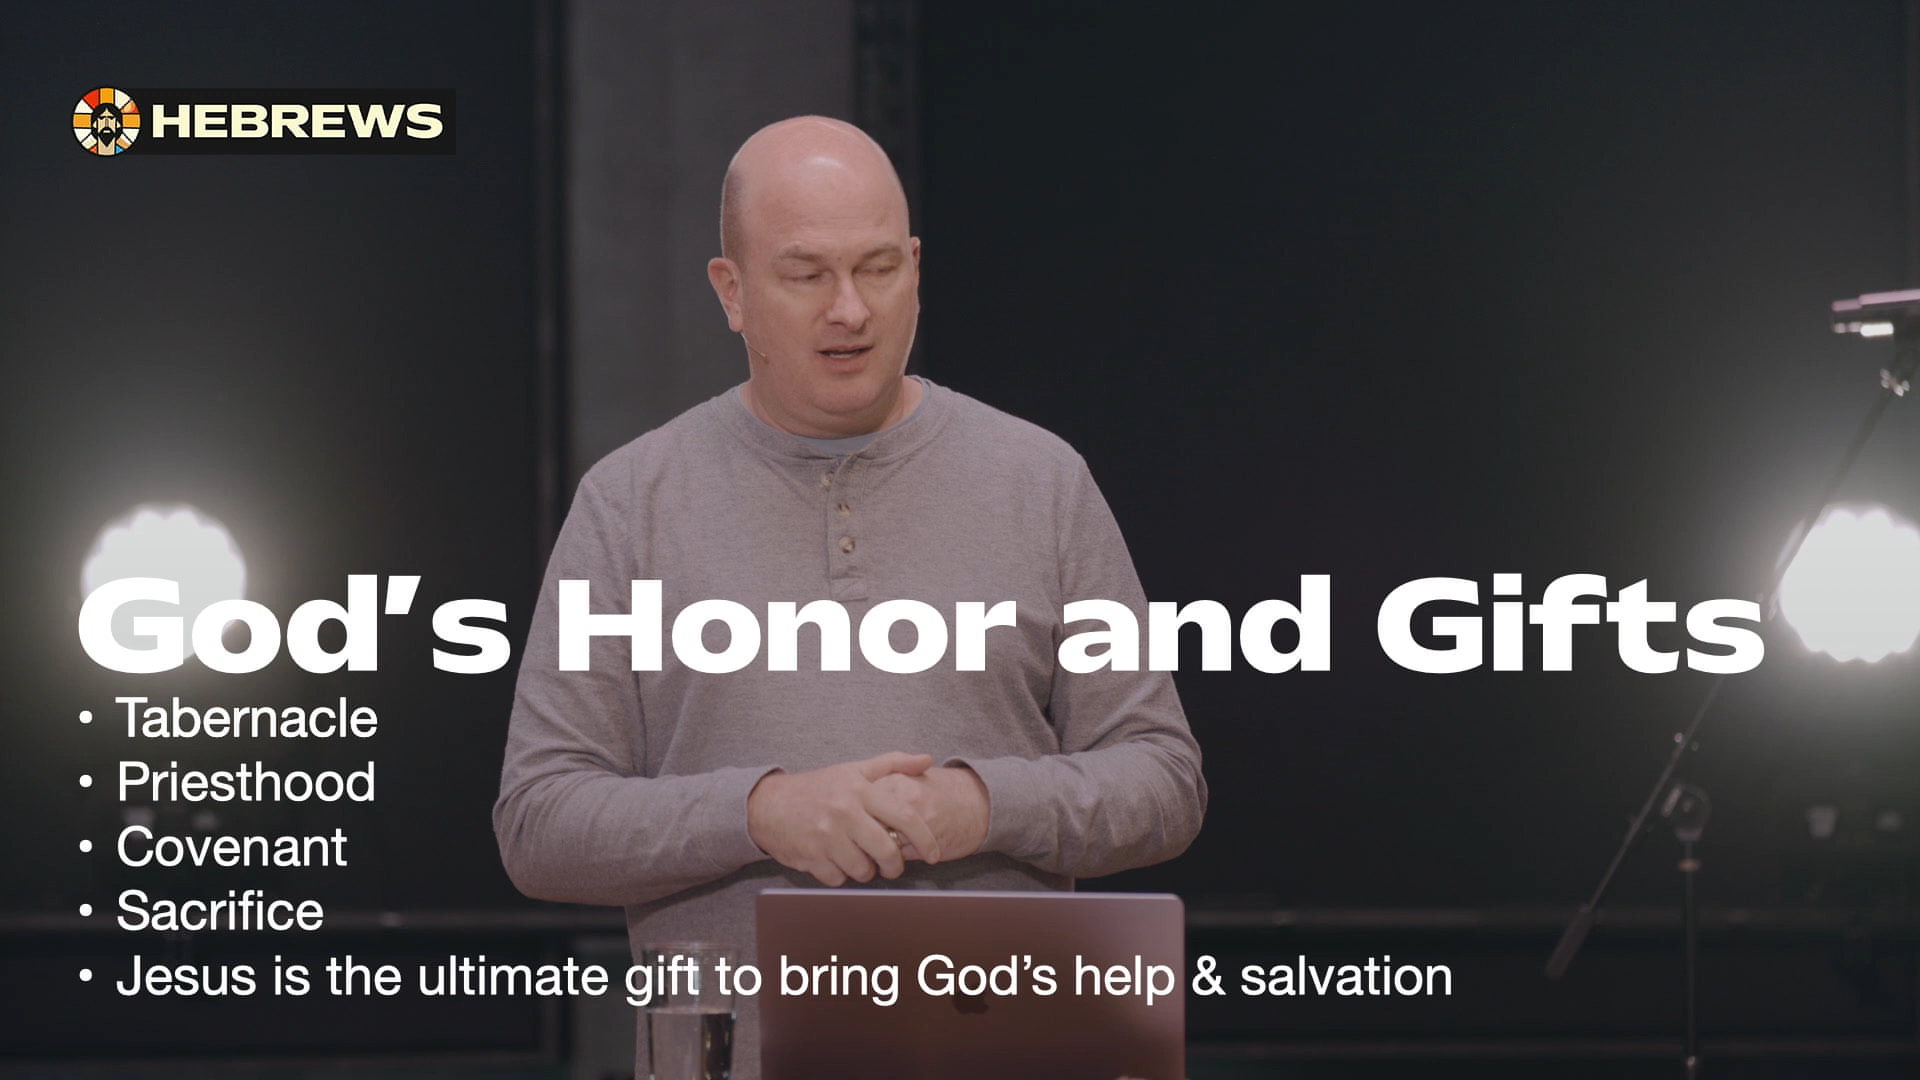 HEBREWS
God’s Honor and Gifts
• Tabernacle
• Priesthood
• Covenant
• Sacrifice
• Jesus is the ultimate gift to bring God’s help & salvation